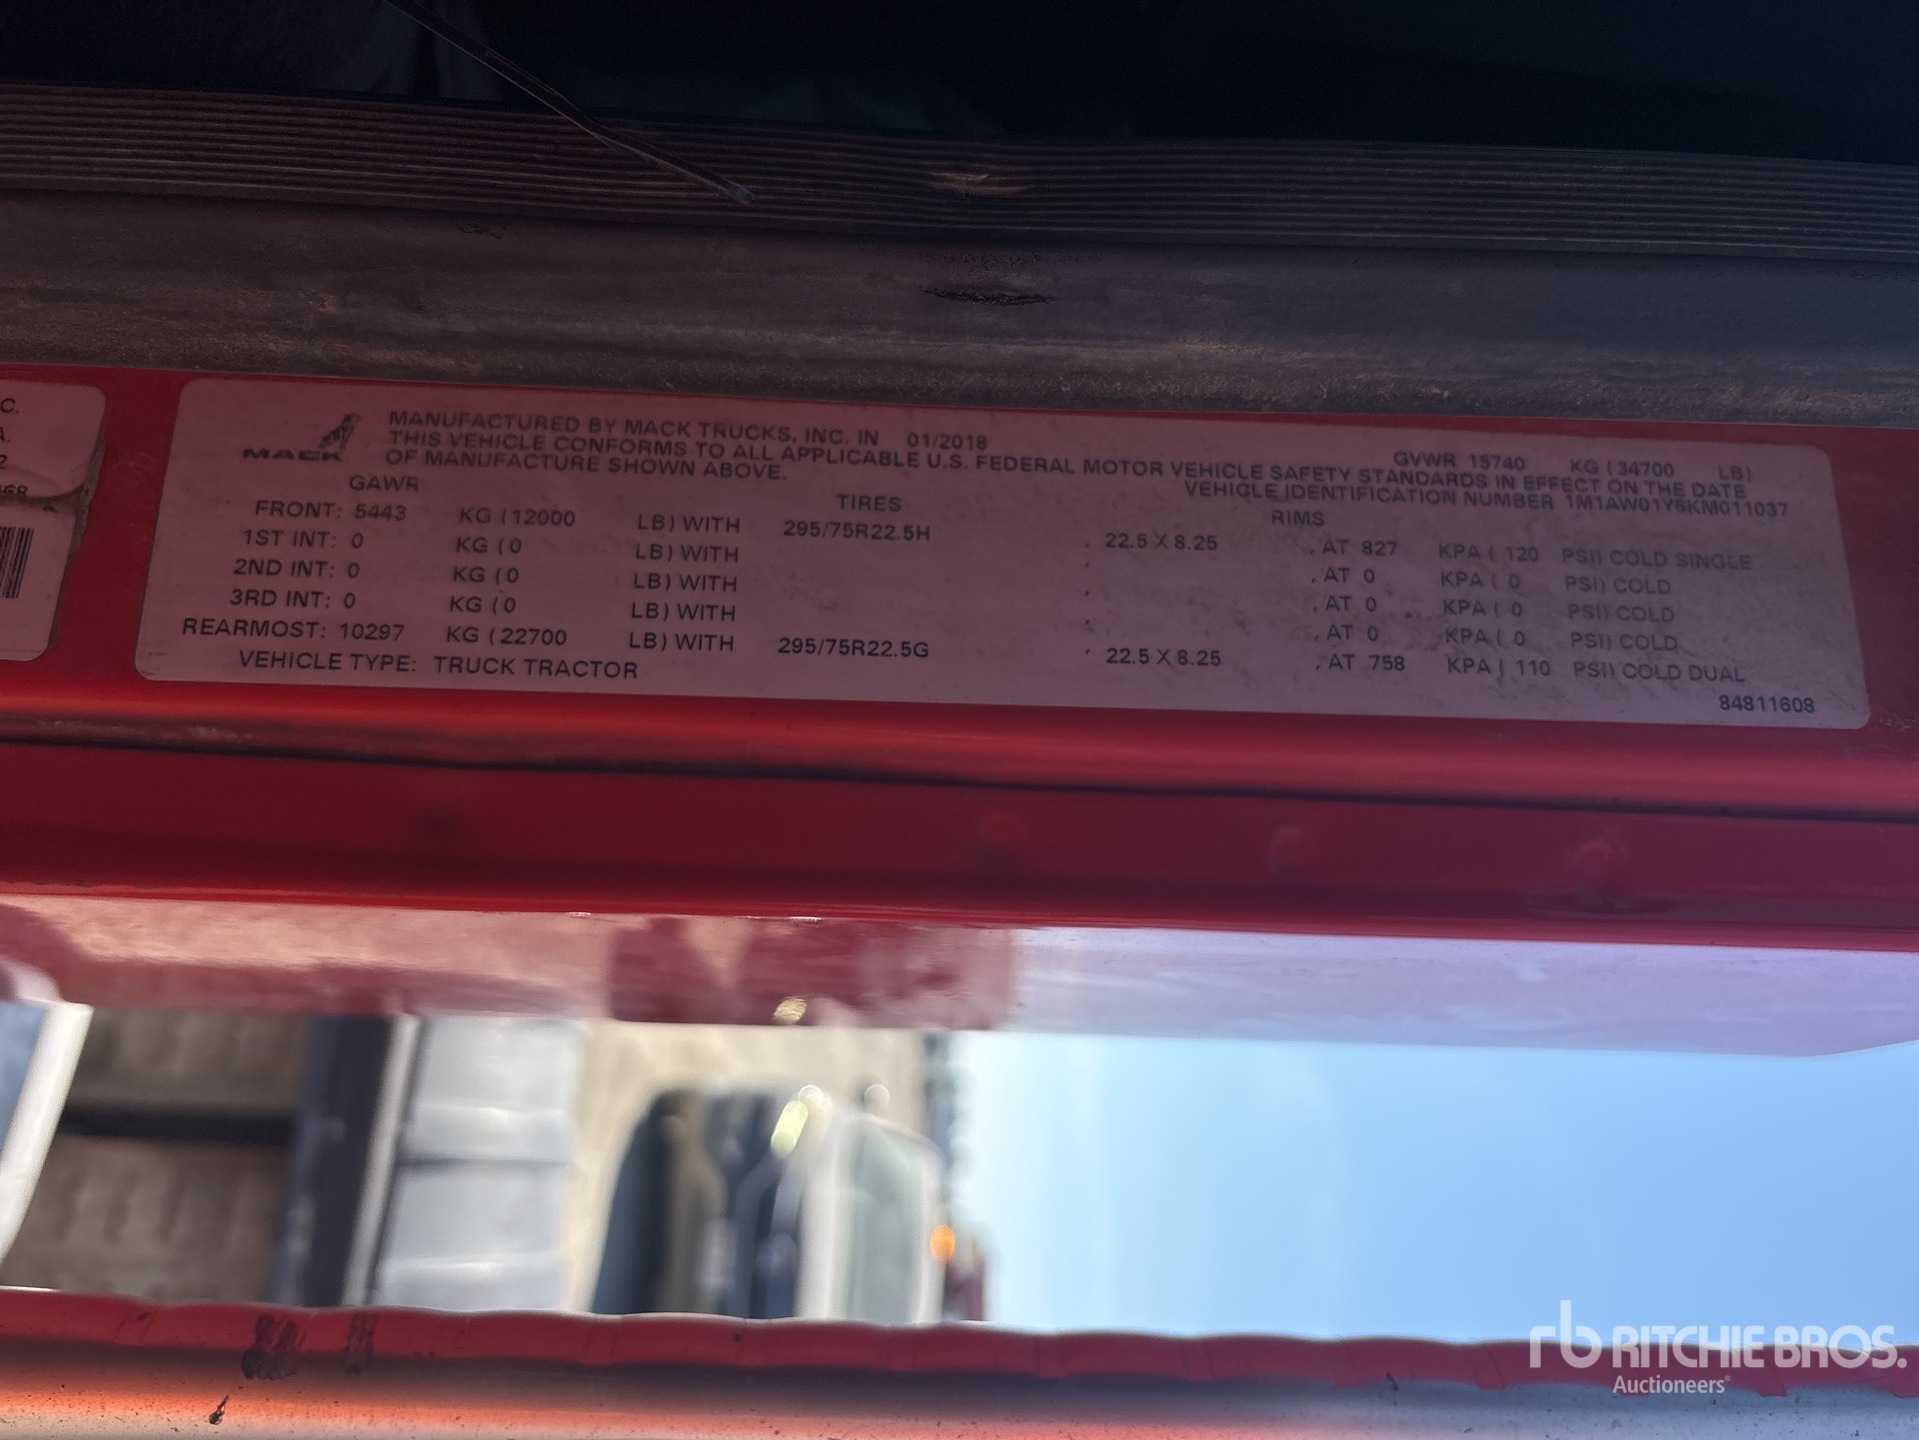 C.
A.
2
568
MACK
MANUFACTURED BY MACK TRUCKS, INC. IN 01/2018 GVWR 15740 KG (34700 LB)
THIS VEHICLE CONFORMS TO ALL APPLICABLE U.S. FEDERAL MOTOR VEHICLE SAFETY STANDARDS IN EFFECT ON THE DATE
OF MANUFACTURE SHOWN ABOVE. VEHICLE IDENTIFICATION NUMBER 1M1AW01Y6KM011037
GAWR TIRES RIMS
FRONT: 5443 KG (12000 LB) WITH 295/75R22.5H , 22.5 X 8.25 , AT 827 KPA ( 120 PSI) COLD SINGLE
1ST INT: 0 KG (0 LB) WITH , , AT 0 KPA ( 0 PSI) COLD
2ND INT: 0 KG (0 LB) WITH , , AT 0 KPA ( 0 PSI) COLD
3RD INT: 0 KG (0 LB) WITH , , AT 0 KPA ( 0 PSI) COLD
REARMOST: 10297 KG (22700 LB) WITH 295/75R22.5G , 22.5 X 8.25 , AT 758 KPA ( 110 PSI) COLD DUAL
VEHICLE TYPE: TRUCK TRACTOR
84811608
rb RITCHIE BROS.
Auctioneers